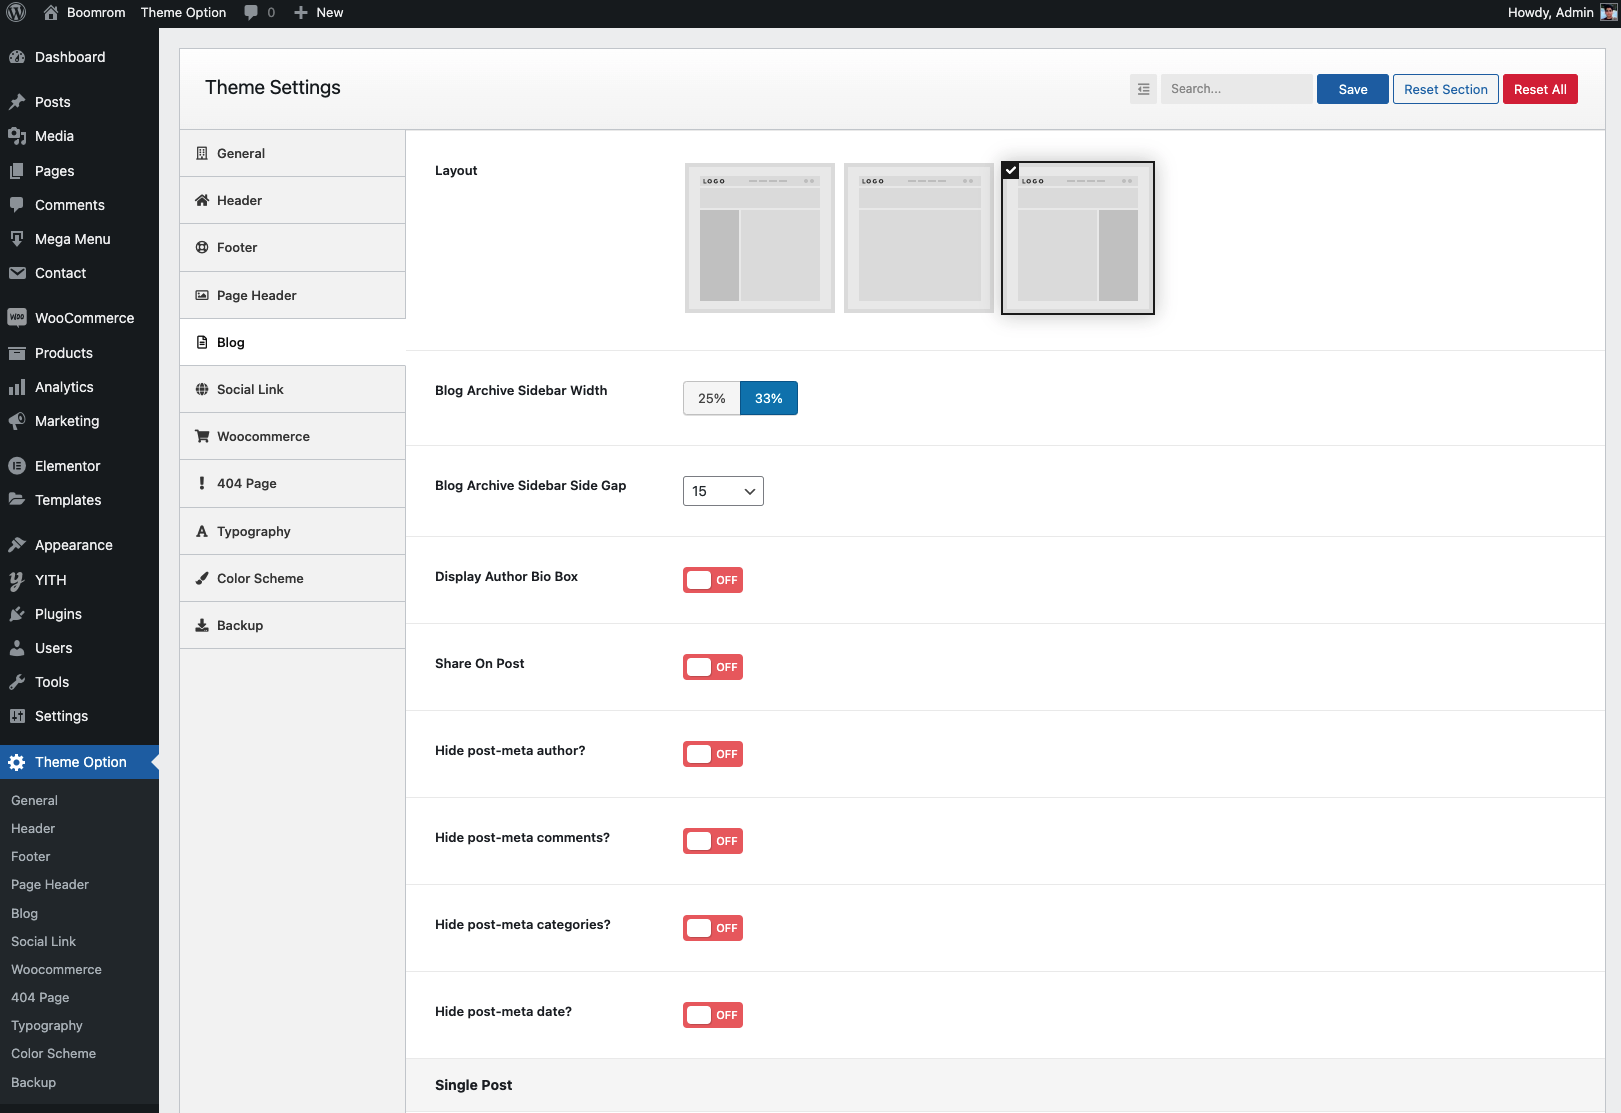 Boomrom Theme Option 0 New Howdy, Admin
Dashboard
Posts
Media
Pages
Comments
Mega Menu
Contact
WooCommerce
Products
Analytics
Marketing
Elementor
Templates
Appearance
YITH
Plugins
Users
Tools
Settings
Theme Option
General
Header
Footer
Page Header
Blog
Social Link
Woocommerce
404 Page
Typography
Color Scheme
Backup
Theme Settings
Search... Save Reset Section Reset All
General
Header
Footer
Page Header
Blog
Social Link
Woocommerce
404 Page
Typography
Color Scheme
Backup
Layout
LOGO LOGO LOGO
Blog Archive Sidebar Width 25% 33%
Blog Archive Sidebar Side Gap 15
Display Author Bio Box OFF
Share On Post OFF
Hide post-meta author? OFF
Hide post-meta comments? OFF
Hide post-meta categories? OFF
Hide post-meta date? OFF
Single Post